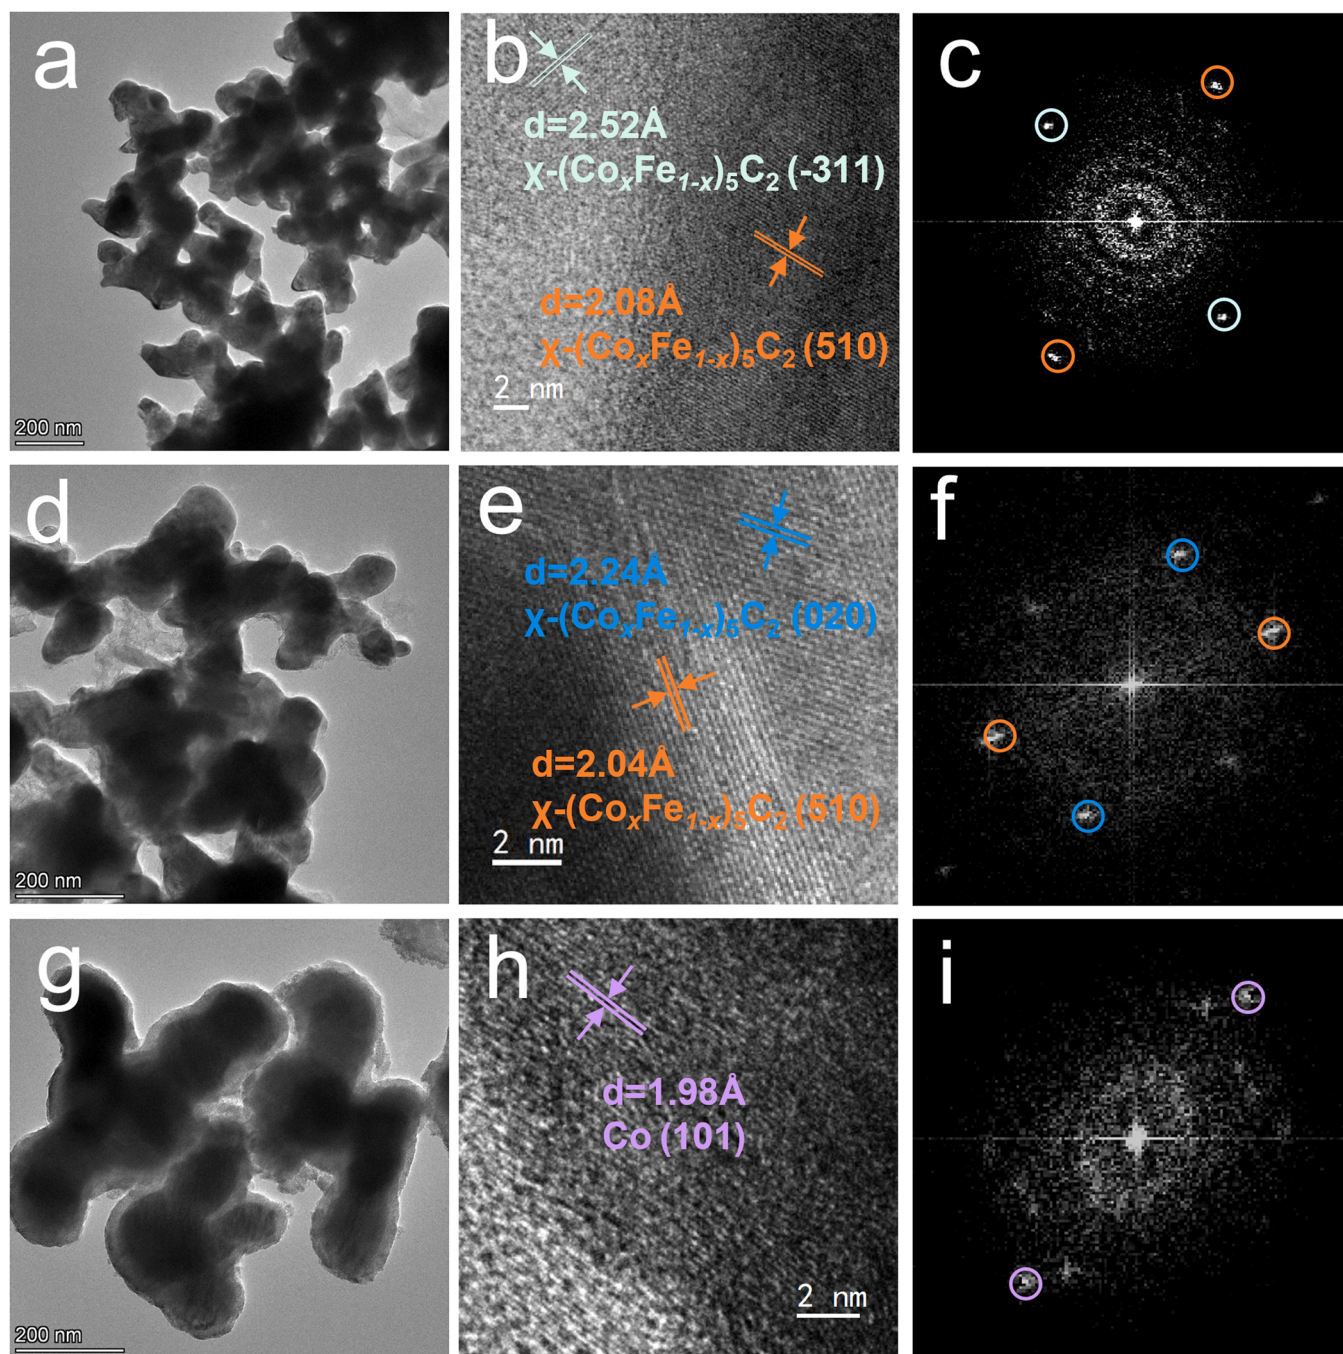 a
200 nm
b
d=2.52Å
χ-(CoₓFe₁₋ₓ)₅C₂ (-311)
d=2.08Å
χ-(CoₓFe₁₋ₓ)₅C₂ (510)
2 nm
c
d
200 nm
e
d=2.24Å
χ-(CoₓFe₁₋ₓ)₅C₂ (020)
d=2.04Å
χ-(CoₓFe₁₋ₓ)₅C₂ (510)
2 nm
f
g
200 nm
h
d=1.98Å
Co (101)
2 nm
i